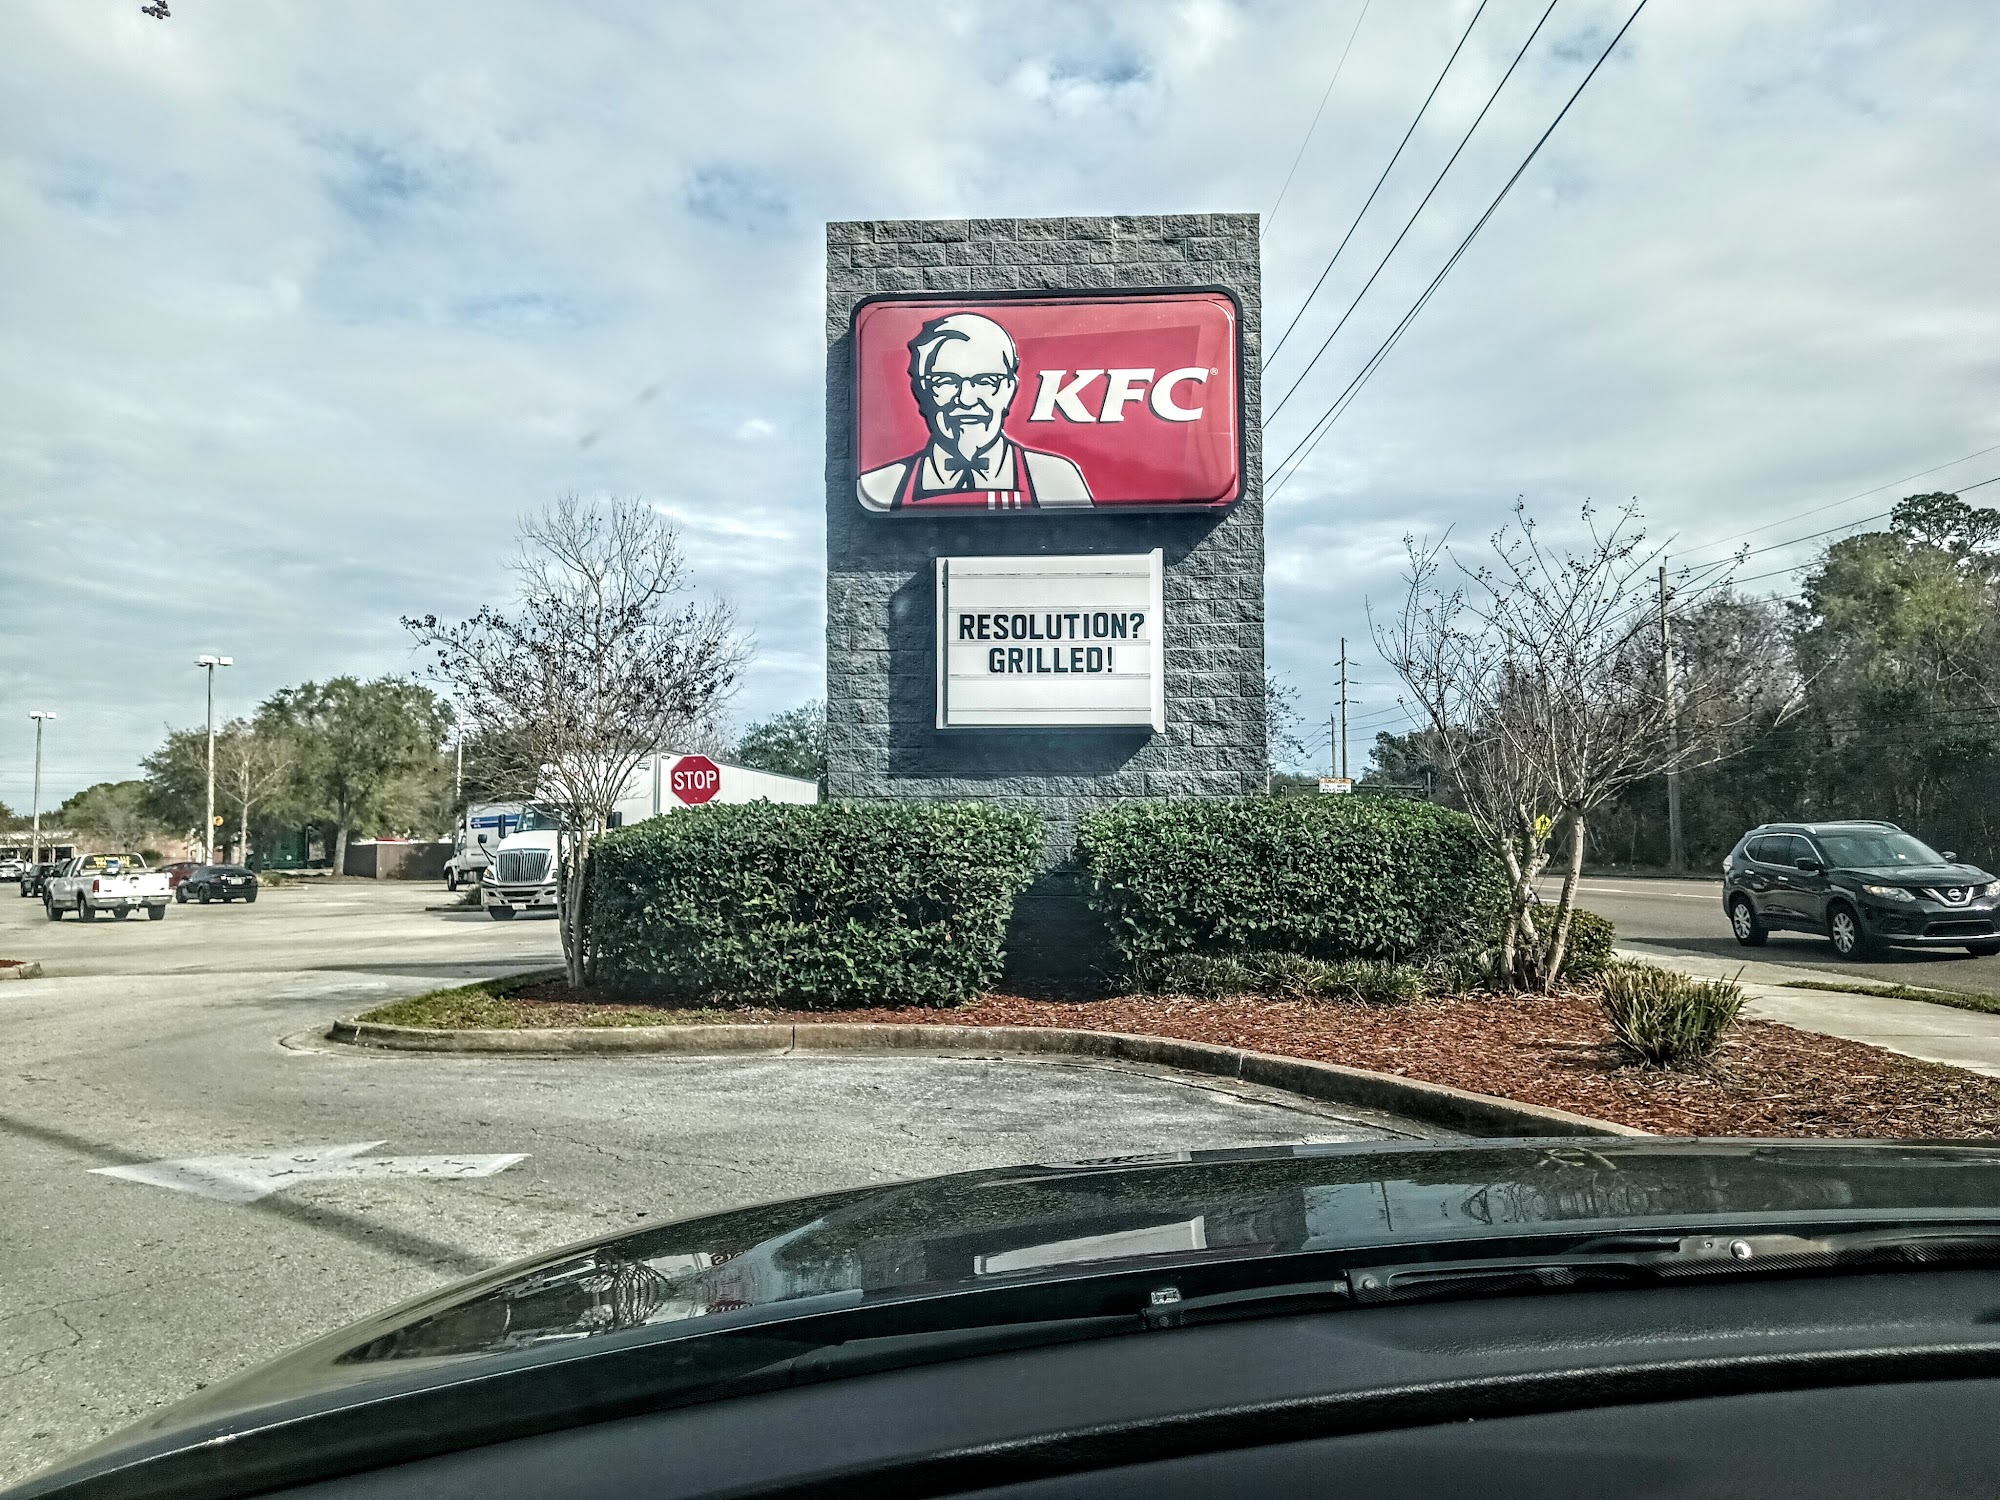 KFC®
RESOLUTION?
GRILLED!
STOP